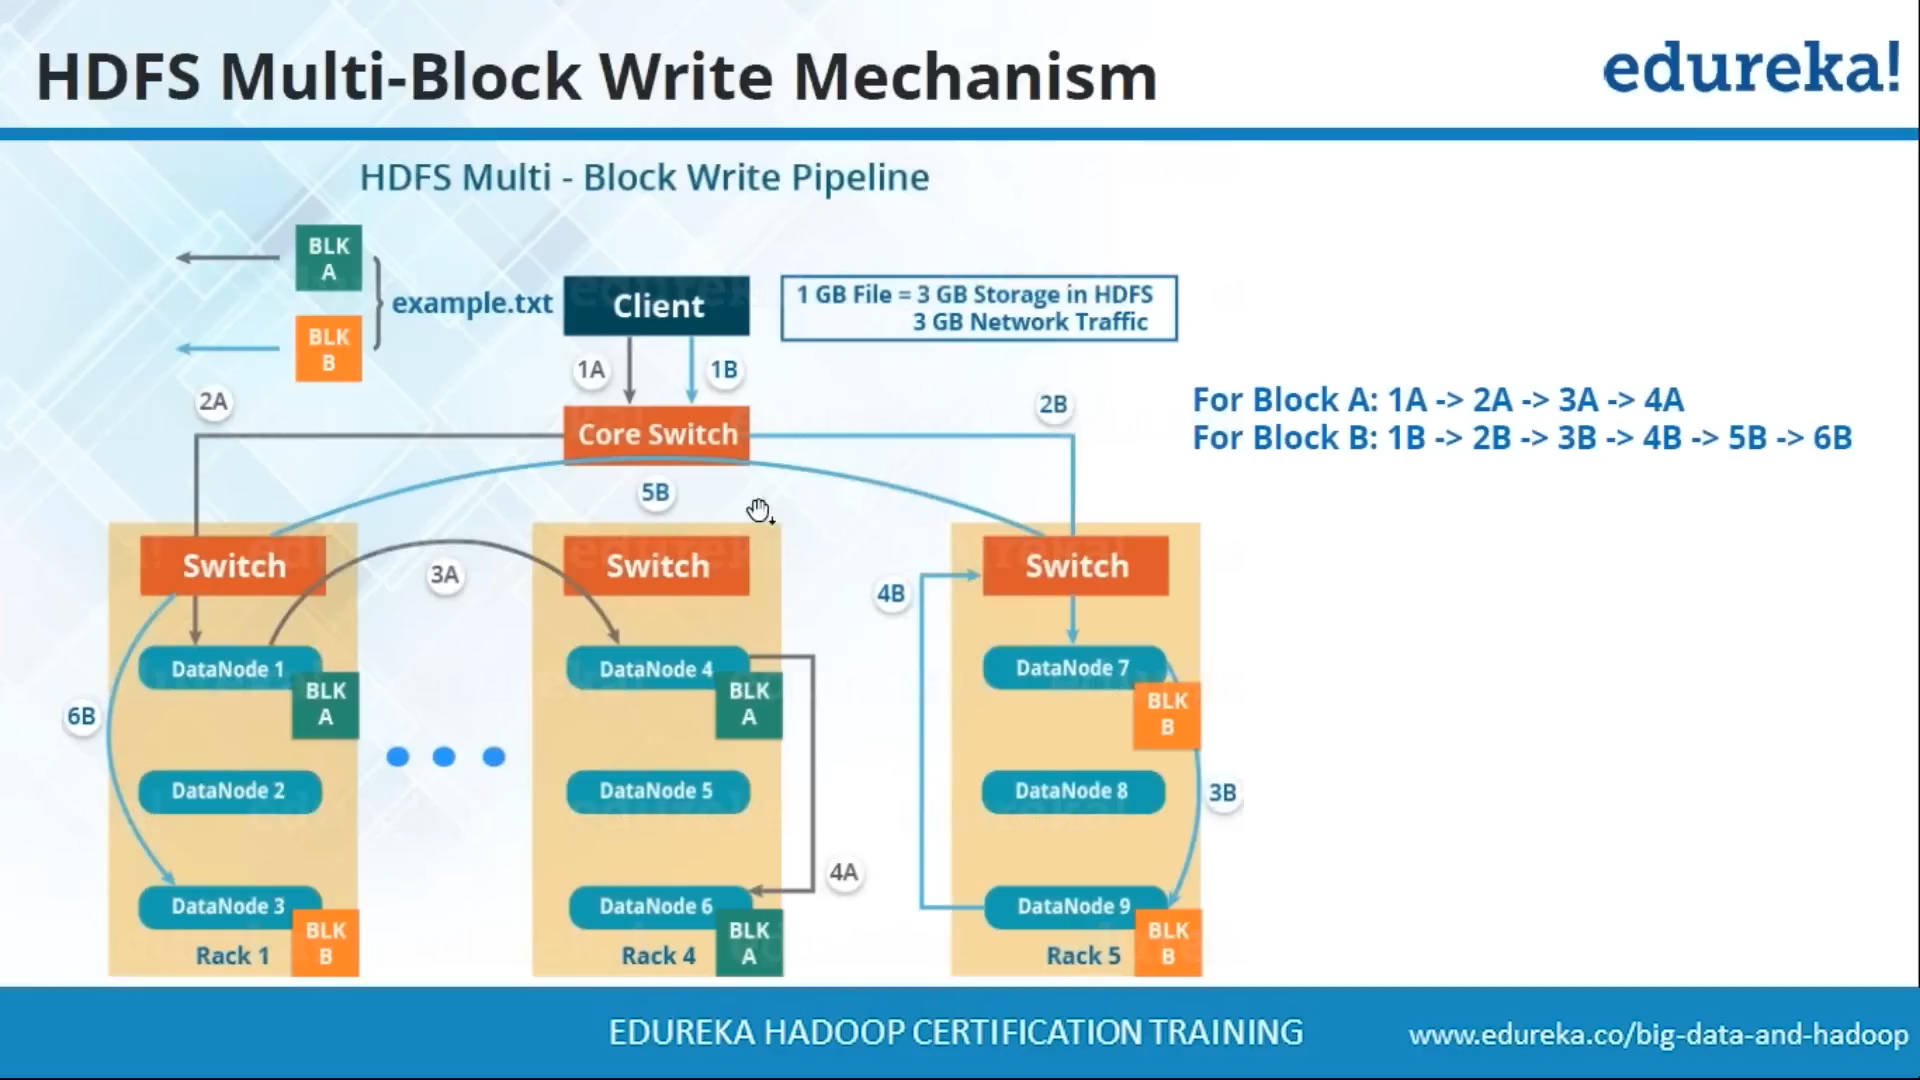 HDFS Multi-Block Write Mechanism
edureka!
HDFS Multi - Block Write Pipeline
BLK
A
BLK
B
example.txt
Client
1 GB File = 3 GB Storage in HDFS
3 GB Network Traffic
1A
1B
2A
2B
Core Switch
For Block A: 1A -> 2A -> 3A -> 4A
For Block B: 1B -> 2B -> 3B -> 4B -> 5B -> 6B
5B
Switch
Switch
Switch
3A
4B
DataNode 1
BLK
A
DataNode 4
BLK
A
DataNode 7
BLK
B
6B
DataNode 2
DataNode 5
DataNode 8
3B
4A
DataNode 3
BLK
B
Rack 1
DataNode 6
BLK
A
Rack 4
DataNode 9
BLK
B
Rack 5
EDUREKA HADOOP CERTIFICATION TRAINING
www.edureka.co/big-data-and-hadoop